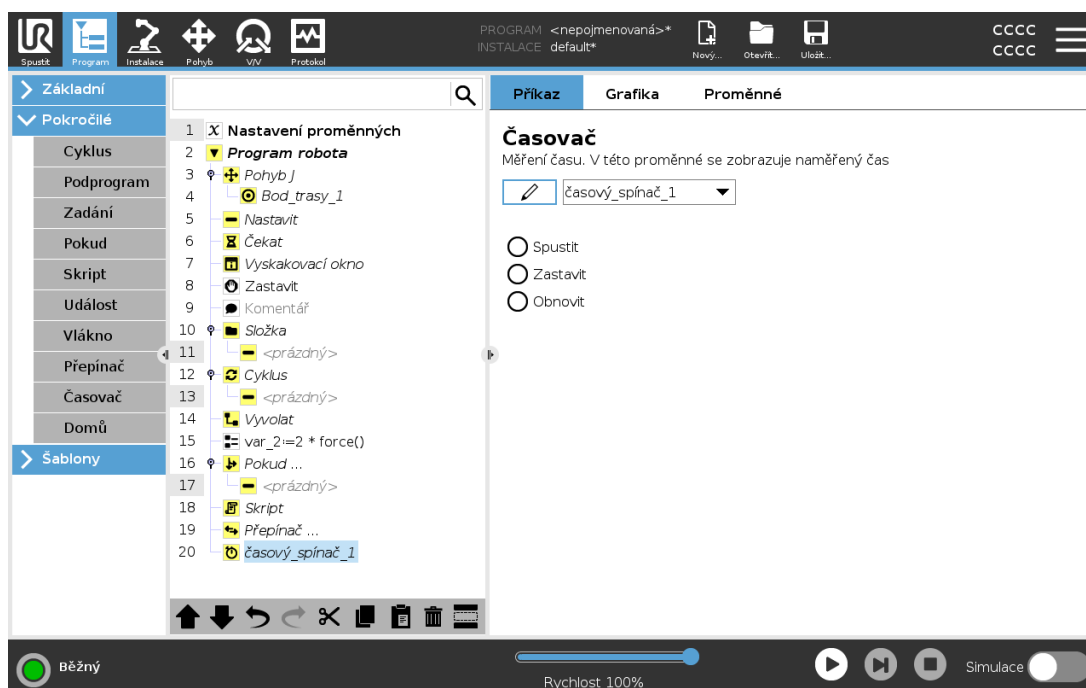 PROGRAM <nepojmenovaná>*
INSTALACE default*
Spustit
Program
Instalace
Pohyb
V/V
Protokol
Nový...
Otevřít...
Uložit...
CCCC
CCCC
Základní
Pokročilé
Cyklus
Podprogram
Zadání
Pokud
Skript
Událost
Vlákno
Přepínač
Časovač
Domů
Šablony
1 X Nastavení proměnných
2 Program robota
3 Pohyb J
4 Bod_trasy_1
5 Nastavit
6 Čekat
7 Vyskakovací okno
8 Zastavit
9 Komentář
10 Složka
11 <prázdný>
12 Cyklus
13 <prázdný>
14 Vyvolat
15 var_2:=2 * force()
16 Pokud ...
17 <prázdný>
18 Skript
19 Přepínač ...
20 časový_spínač_1
Příkaz
Grafika
Proměnné
Časovač
Měření času. V této proměnné se zobrazuje naměřený čas
časový_spínač_1
Spustit
Zastavit
Obnovit
Běžný
Rychlost 100%
Simulace